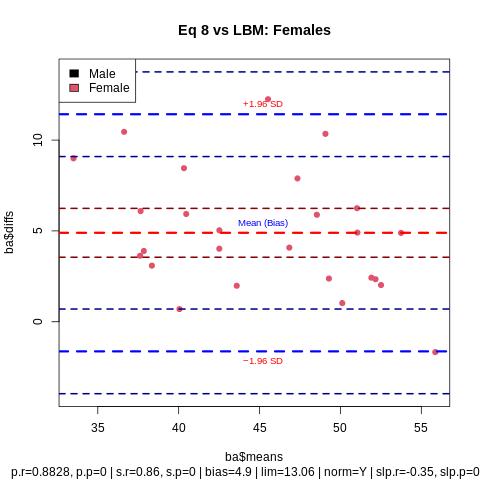 Eq 8 vs LBM: Females
Male
Female
+1.96 SD
Mean (Bias)
−1.96 SD
10
5
0
ba$diffs
35 40 45 50 55
ba$means
p.r=0.8828, p.p=0 | s.r=0.86, s.p=0 | bias=4.9 | lim=13.06 | norm=Y | slp.r=-0.35, slp.p=0